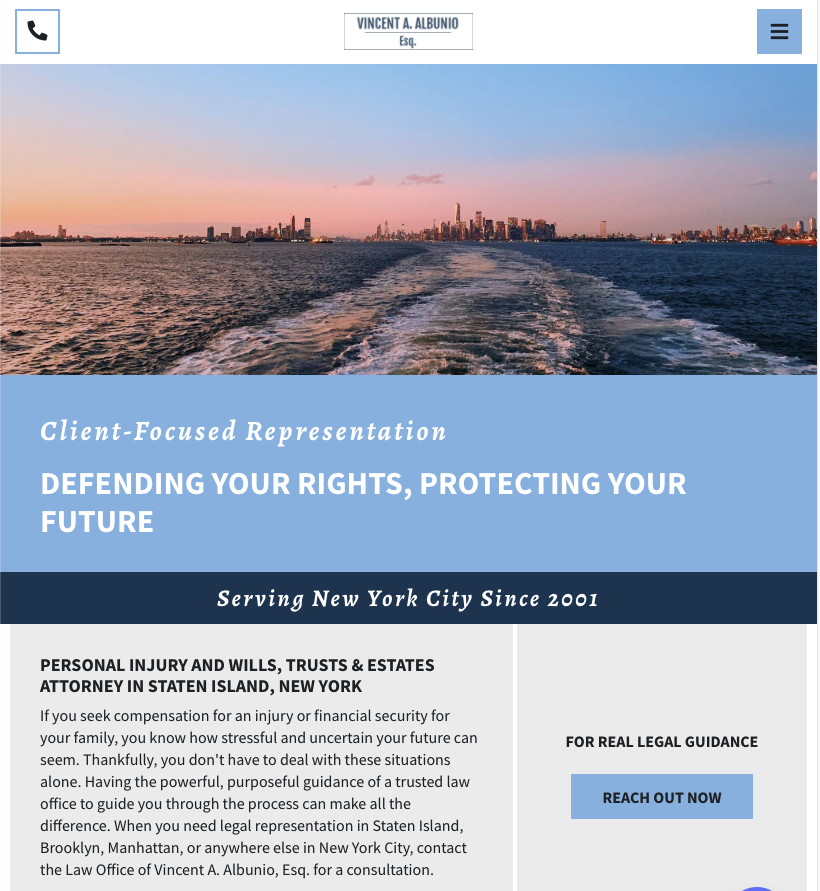 VINCENT A. ALBUNIO
Esq.
Client-Focused Representation
DEFENDING YOUR RIGHTS, PROTECTING YOUR
FUTURE
Serving New York City Since 2001
PERSONAL INJURY AND WILLS, TRUSTS & ESTATES
ATTORNEY IN STATEN ISLAND, NEW YORK
If you seek compensation for an injury or financial security for
your family, you know how stressful and uncertain your future can
seem. Thankfully, you don't have to deal with these situations
alone. Having the powerful, purposeful guidance of a trusted law
office to guide you through the process can make all the
difference. When you need legal representation in Staten Island,
Brooklyn, Manhattan, or anywhere else in New York City, contact
the Law Office of Vincent A. Albunio, Esq. for a consultation.
FOR REAL LEGAL GUIDANCE
REACH OUT NOW